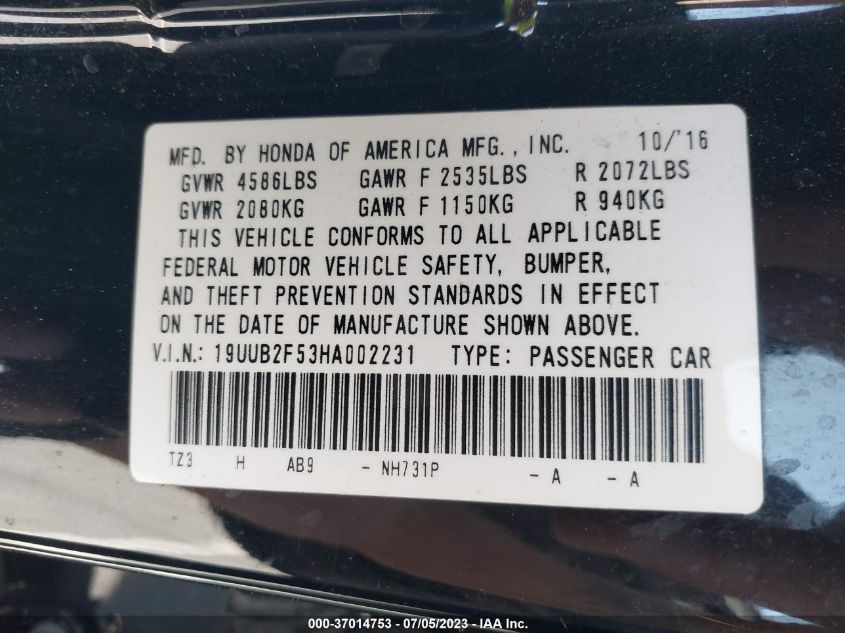 MFD. BY HONDA OF AMERICA MFG., INC. 10/'16
GVWR 4586LBS GAWR F 2535LBS R 2072LBS
GVWR 2080KG GAWR F 1150KG R 940KG
THIS VEHICLE CONFORMS TO ALL APPLICABLE
FEDERAL MOTOR VEHICLE SAFETY, BUMPER,
AND THEFT PREVENTION STANDARDS IN EFFECT
ON THE DATE OF MANUFACTURE SHOWN ABOVE.
V.I.N.: 19UUB2F53HA002231 TYPE: PASSENGER CAR
TZ3 H AB9 - NH731P - A - A
000-37014753 - 07/05/2023 - IAA Inc.